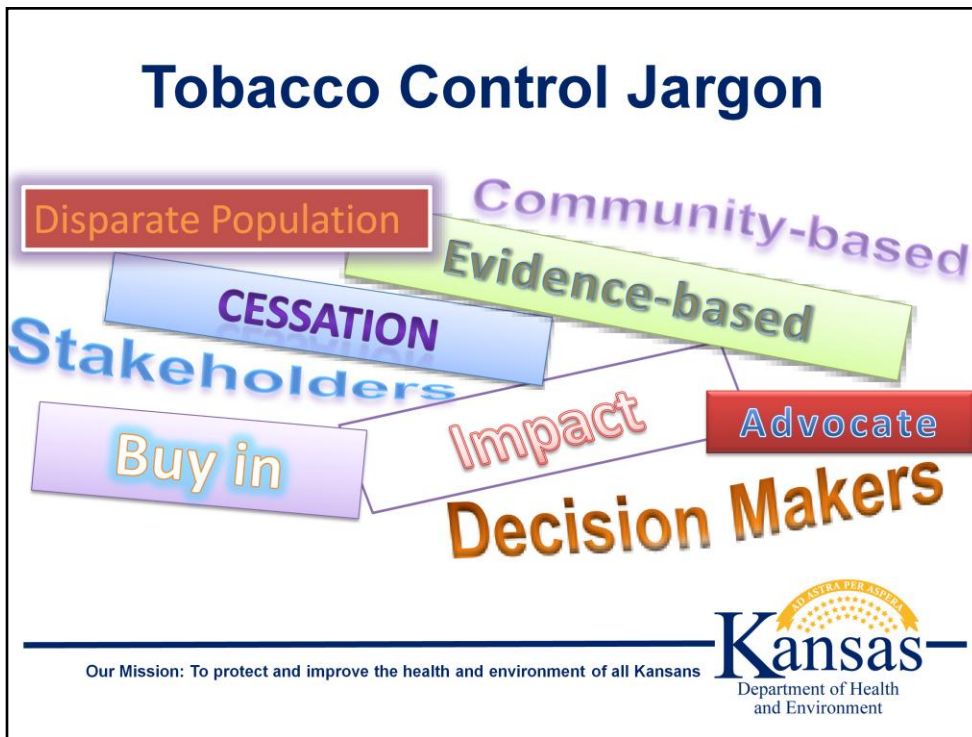 Tobacco Control Jargon
Disparate Population
Community-based
Evidence-based
CESSATION
Stakeholders
Impact
Advocate
Buy in
Decision Makers
AD ASTRA PER ASPERA
Kansas
Department of Health
and Environment
Our Mission: To protect and improve the health and environment of all Kansans